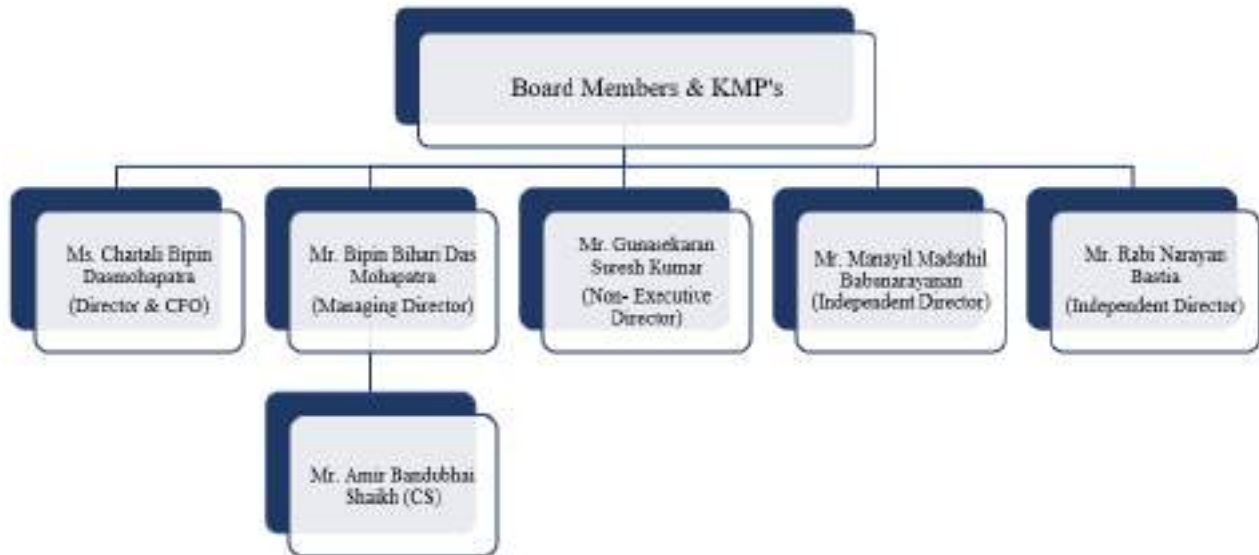 Board Members & KMP's
Ms. Chaitali Bipin
Dasmohapatra
(Director & CFO)
Mr. Bipin Bihari Das
Mohapatra
(Managing Director)
Mr. Gunasekaran
Suresh Kumar
(Non- Executive
Director)
Mr. Manayil Madathil
Babunarayanan
(Independent Director)
Mr. Rabi Narayan
Bastia
(Independent Director)
Mr. Amir Bandubhai
Shaikh (CS)